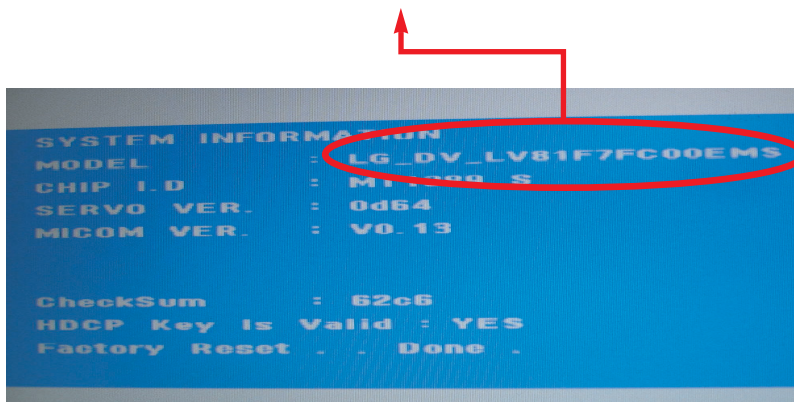 SYSTEM INFORMATION
MODEL : LG_DV_LV81F7FC00EMS
CHIP I.D : S
SERVO VER. : 0d64
MICOM VER. : V0.13
CheckSum : 62c6
HDCP Key Is Valid : YES
Factory Reset . . Done .